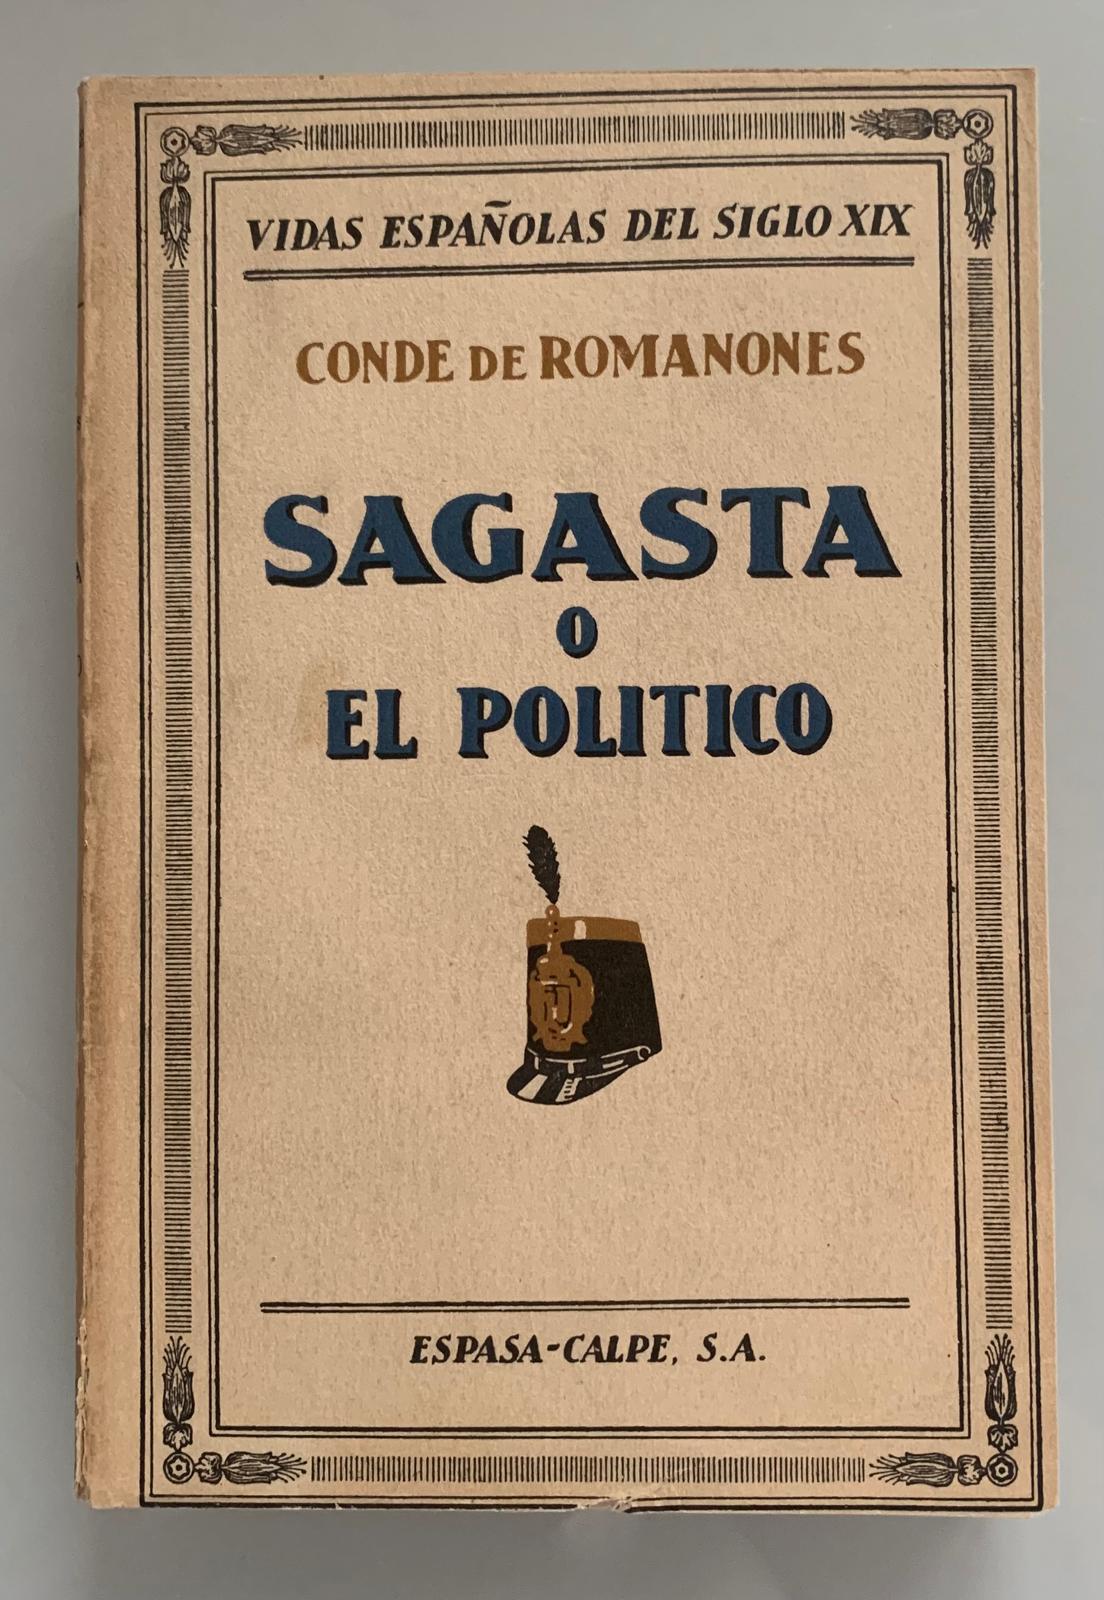 VIDAS ESPAÑOLAS DEL SIGLO XIX
CONDE DE ROMANONES
SAGASTA
O
EL POLITICO
ESPASA-CALPE, S.A.